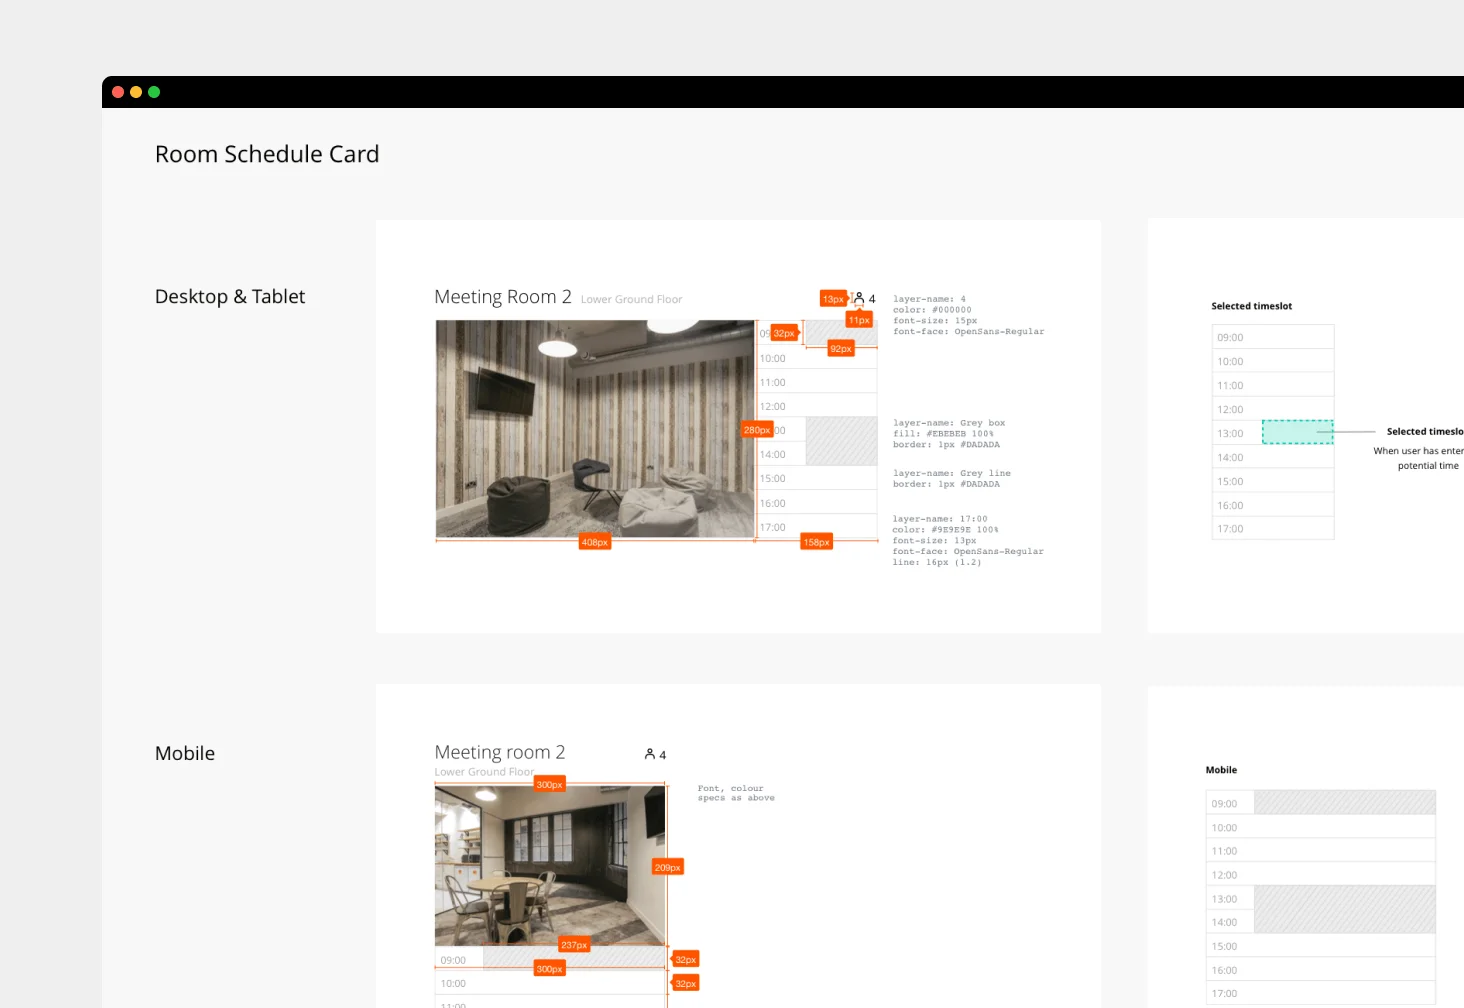 Room Schedule Card
Desktop & Tablet
Meeting Room 2 Lower Ground Floor
13px
4
11px
09
32px
92px
10:00
11:00
12:00
280px
00
14:00
15:00
16:00
17:00
408px
158px
layer-name: 4
color: #000000
font-size: 15px
font-face: OpenSans-Regular
layer-name: Grey box
fill: #EBEBEB 100%
border: 1px #DADADA
layer-name: Grey line
border: 1px #DADADA
layer-name: 17:00
color: #9E9E9E 100%
font-size: 13px
font-face: OpenSans-Regular
line: 16px (1.2)
Selected timeslot
09:00
10:00
11:00
12:00
13:00
14:00
15:00
16:00
17:00
Selected timeslo
When user has enter
potential time
Mobile
Meeting room 2
4
Lower Ground Floor
300px
209px
237px
09:00
32px
300px
10:00
32px
11:00
Font, colour
specs as above
Mobile
09:00
10:00
11:00
12:00
13:00
14:00
15:00
16:00
17:00